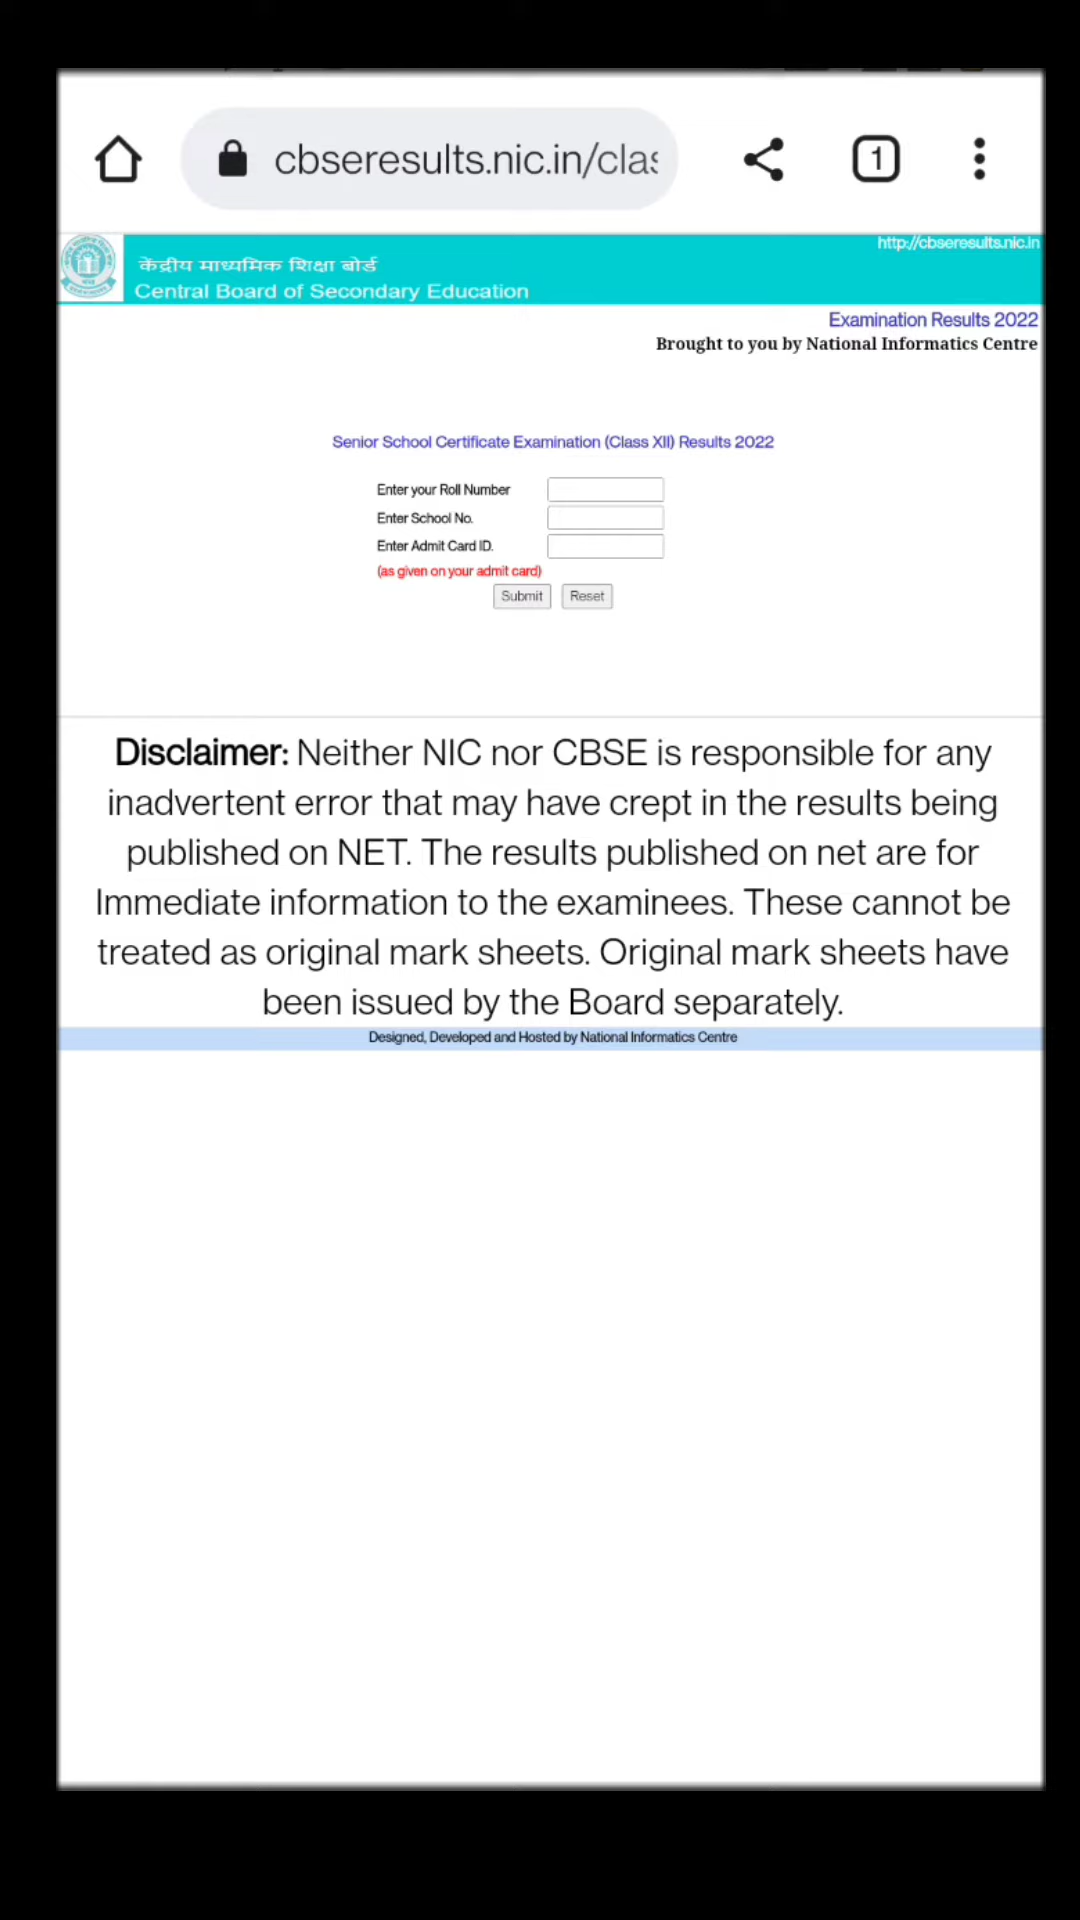 cbseresults.nic.in/clas
1
http://cbseresults.nic.in
केंद्रीय माध्यमिक शिक्षा बोर्ड
Central Board of Secondary Education
Examination Results 2022
Brought to you by National Informatics Centre
Senior School Certificate Examination (Class XII) Results 2022
Enter your Roll Number
Enter School No.
Enter Admit Card ID.
(as given on your admit card)
Submit Reset
Disclaimer: Neither NIC nor CBSE is responsible for any
inadvertent error that may have crept in the results being
published on NET. The results published on net are for
Immediate information to the examinees. These cannot be
treated as original mark sheets. Original mark sheets have
been issued by the Board separately.
Designed, Developed and Hosted by National Informatics Centre